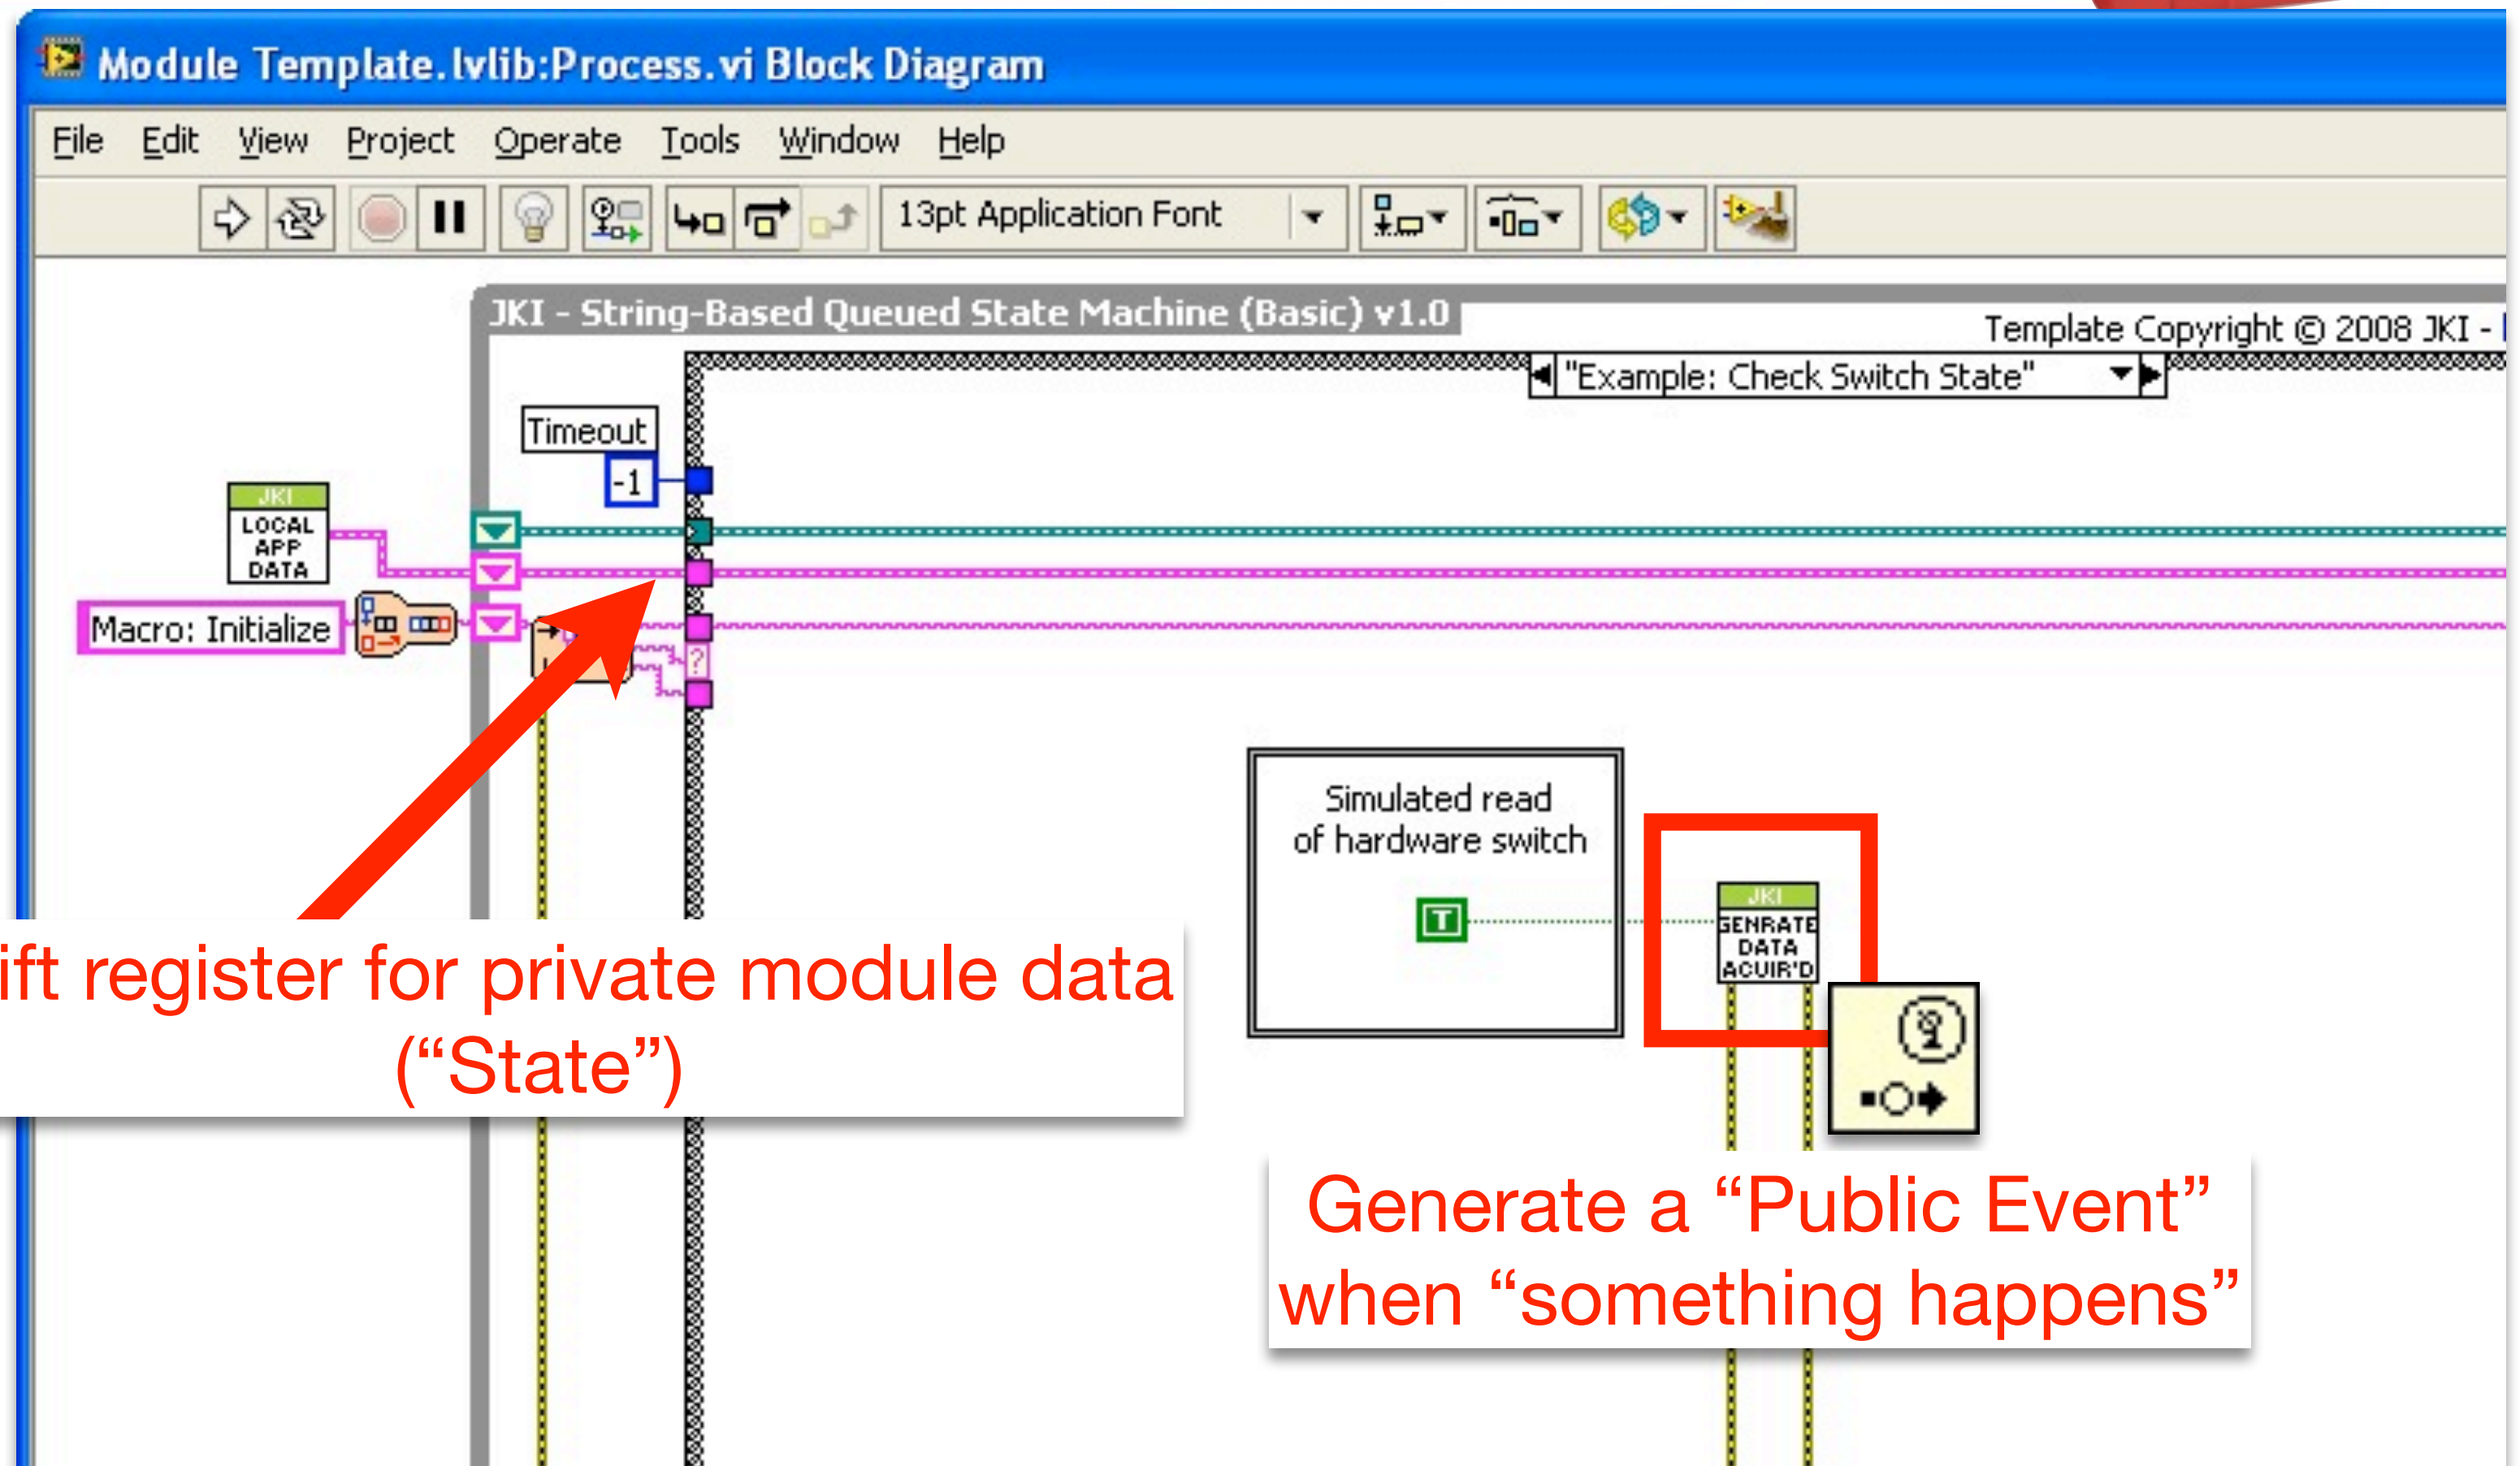 Module Template.lvlib:Process.vi Block Diagram
File Edit View Project Operate Tools Window Help
13pt Application Font
JKI - String-Based Queued State Machine (Basic) v1.0
Template Copyright © 2008 JKI -
"Example: Check Switch State"
Timeout
-1
JKI
LOCAL
APP
DATA
Macro: Initialize
?
Simulated read
of hardware switch
T
JKI
GENRATE
DATA
ACUIR'D
ift register for private module data
(“State”)
Generate a “Public Event”
when “something happens”